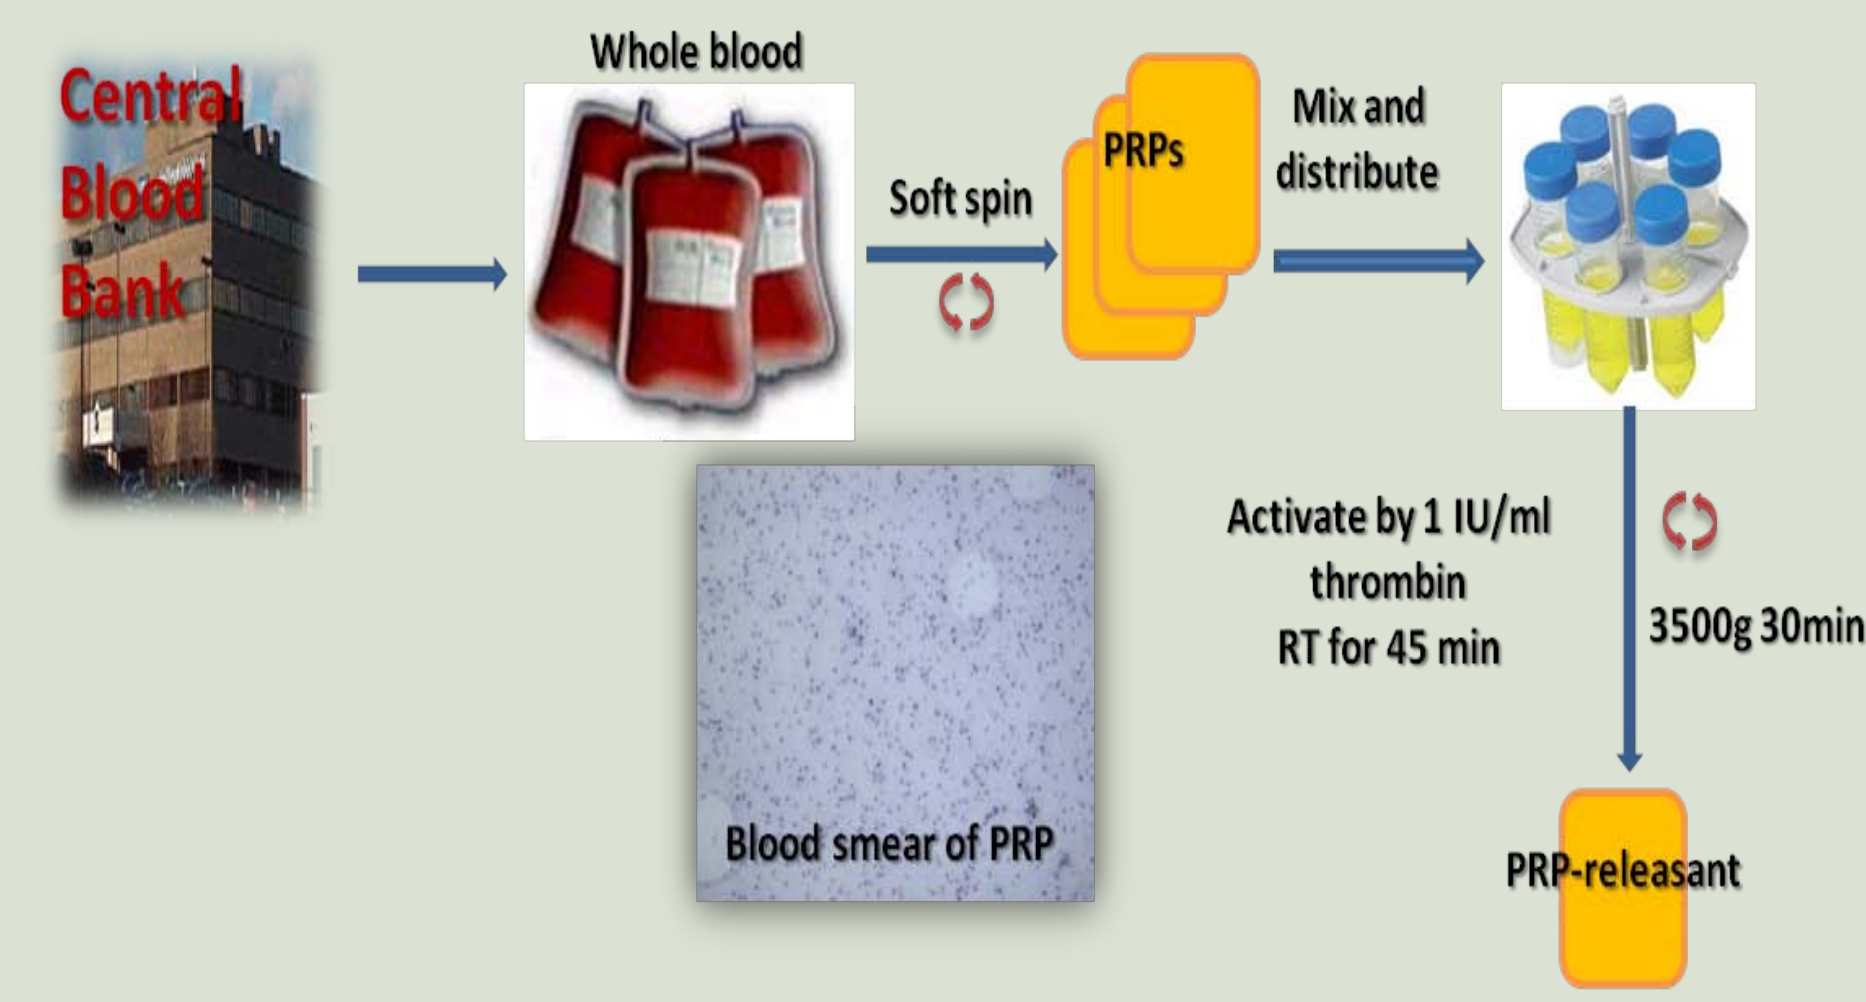 Central
Blood
Bank
Whole blood
Soft spin
PRPs
Mix and
distribute
Activate by 1 IU/ml
thrombin
RT for 45 min
3500g 30min
Blood smear of PRP
PRP-releasant